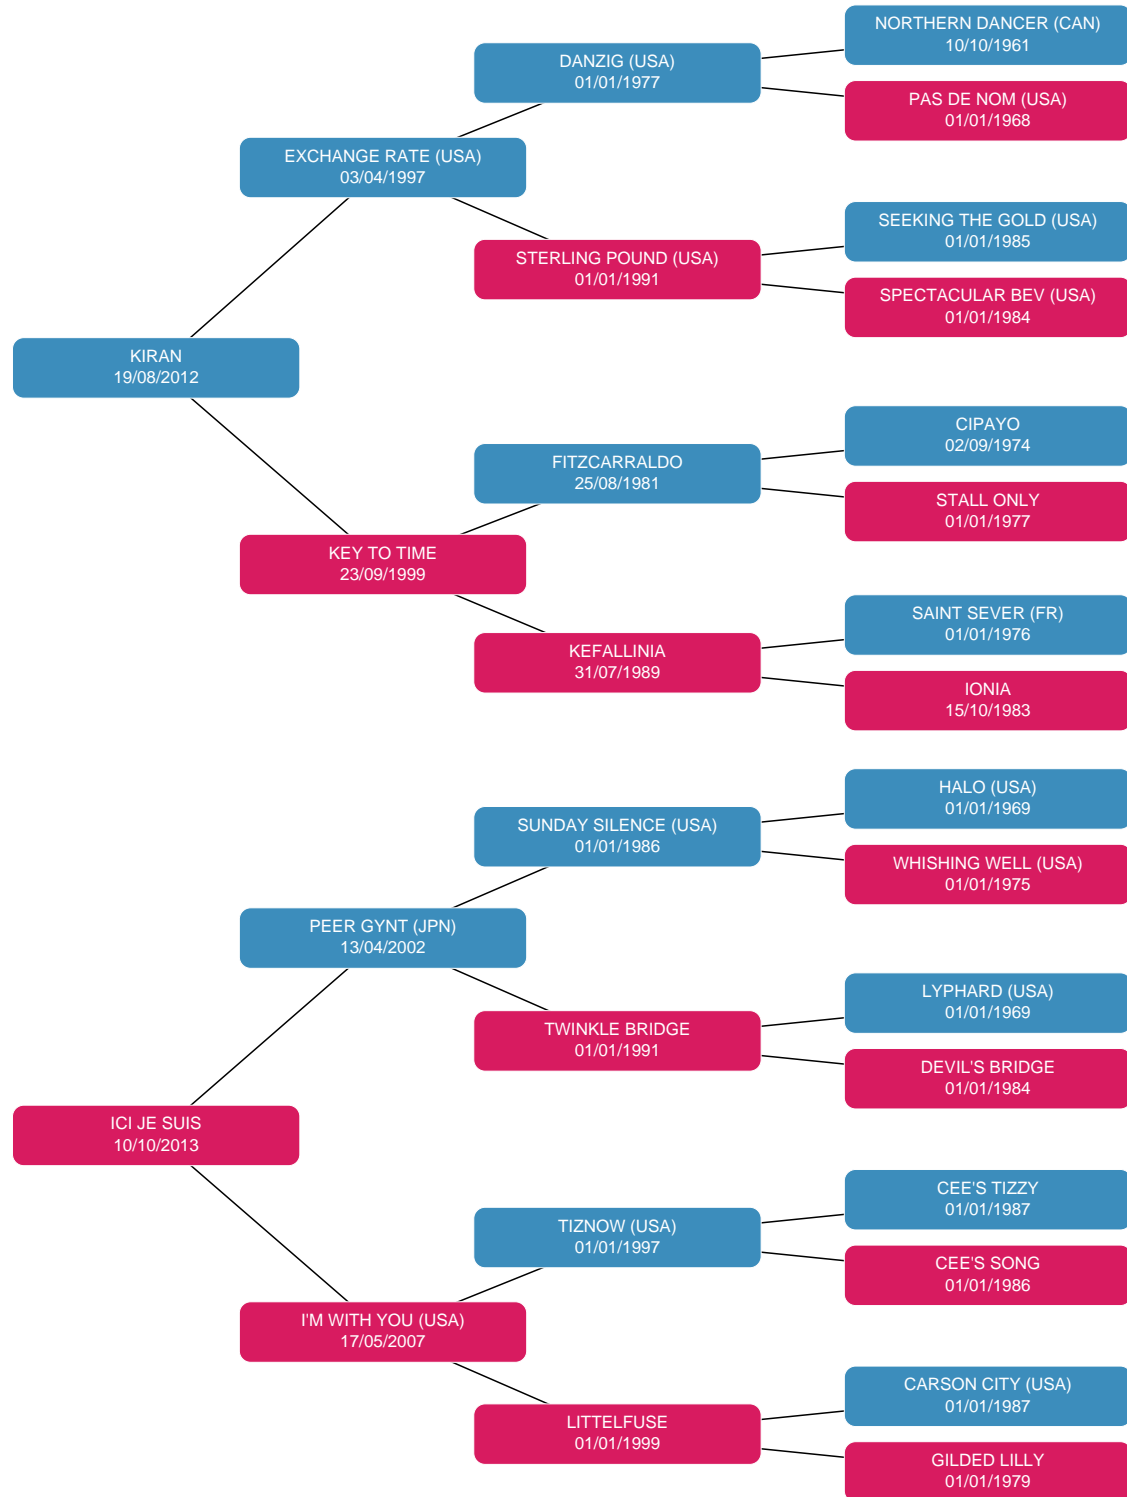 NORTHERN DANCER (CAN)
10/10/1961
DANZIG (USA)
01/01/1977
PAS DE NOM (USA)
01/01/1968
EXCHANGE RATE (USA)
03/04/1997
SEEKING THE GOLD (USA)
01/01/1985
STERLING POUND (USA)
01/01/1991
SPECTACULAR BEV (USA)
01/01/1984
KIRAN
19/08/2012
CIPAYO
02/09/1974
FITZCARRALDO
25/08/1981
STALL ONLY
01/01/1977
KEY TO TIME
23/09/1999
SAINT SEVER (FR)
01/01/1976
KEFALLINIA
31/07/1989
IONIA
15/10/1983
HALO (USA)
01/01/1969
SUNDAY SILENCE (USA)
01/01/1986
WHISHING WELL (USA)
01/01/1975
PEER GYNT (JPN)
13/04/2002
LYPHARD (USA)
01/01/1969
TWINKLE BRIDGE
01/01/1991
DEVIL'S BRIDGE
01/01/1984
ICI JE SUIS
10/10/2013
CEE'S TIZZY
01/01/1987
TIZNOW (USA)
01/01/1997
CEE'S SONG
01/01/1986
I'M WITH YOU (USA)
17/05/2007
CARSON CITY (USA)
01/01/1987
LITTELFUSE
01/01/1999
GILDED LILLY
01/01/1979